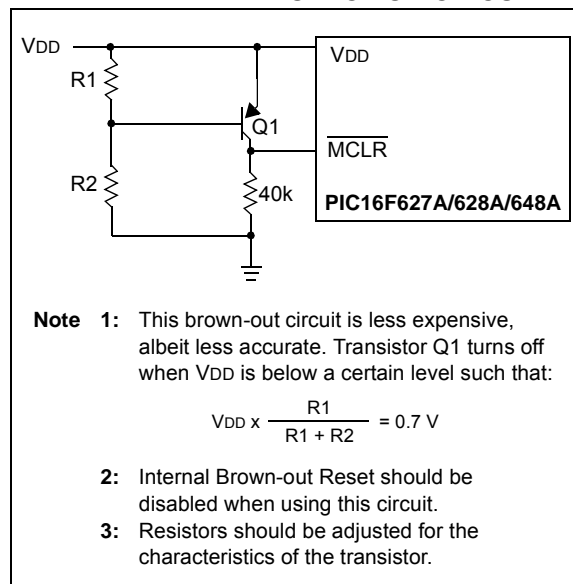 VDD
VDD
R1
Q1
MCLR
R2
40k
PIC16F627A/628A/648A
Note 1: This brown-out circuit is less expensive,
albeit less accurate. Transistor Q1 turns off
when VDD is below a certain level such that:
VDD x R1
R1 + R2 = 0.7 V
2: Internal Brown-out Reset should be
disabled when using this circuit.
3: Resistors should be adjusted for the
characteristics of the transistor.